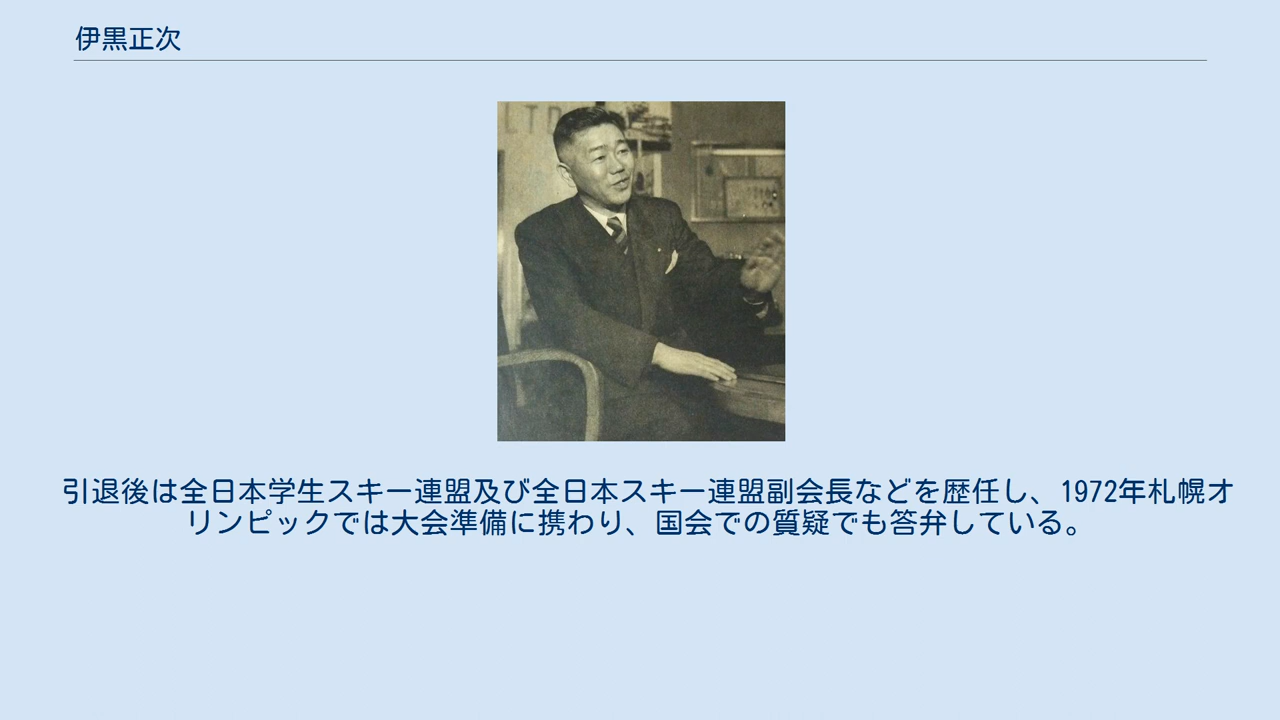 伊黒正次
LTD
引退後は全日本学生スキー連盟及び全日本スキー連盟副会長などを歴任し、1972年札幌オ
リンピックでは大会準備に携わり、国会での質疑でも答弁している。